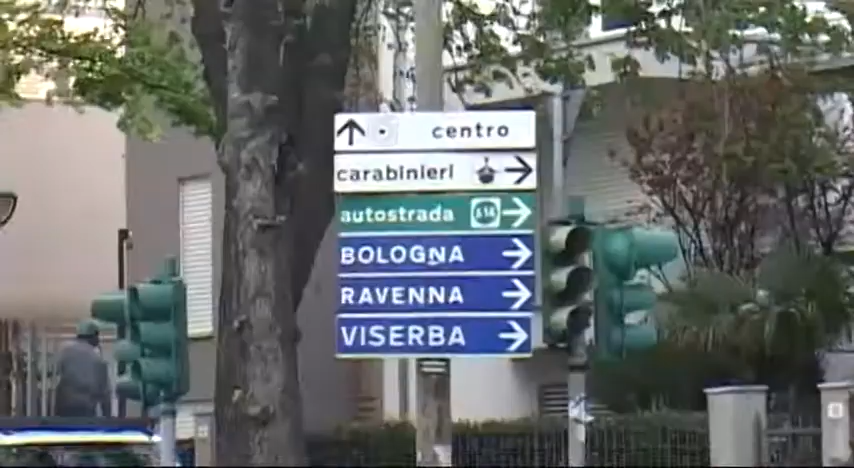 centro
carabinieri
autostrada A14
BOLOGNA
RAVENNA
VISERBA